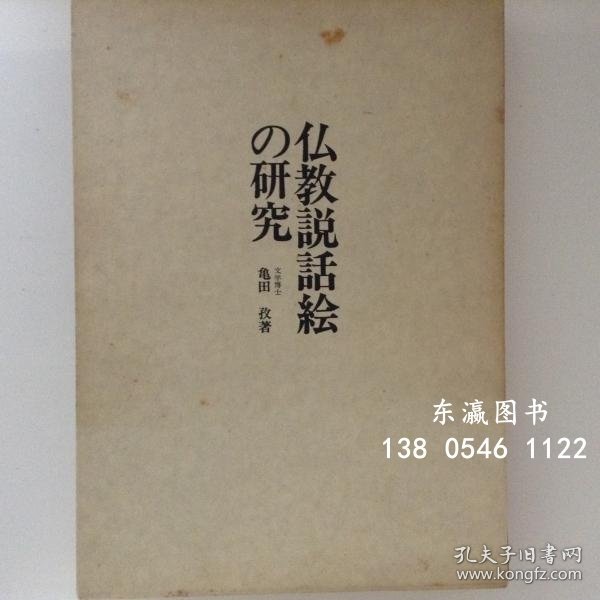 仏教説話絵
の研究
文学博士
亀田 孜著
东瀛图书
138 0546 1122
孔夫子旧书网
www.kongfz.com